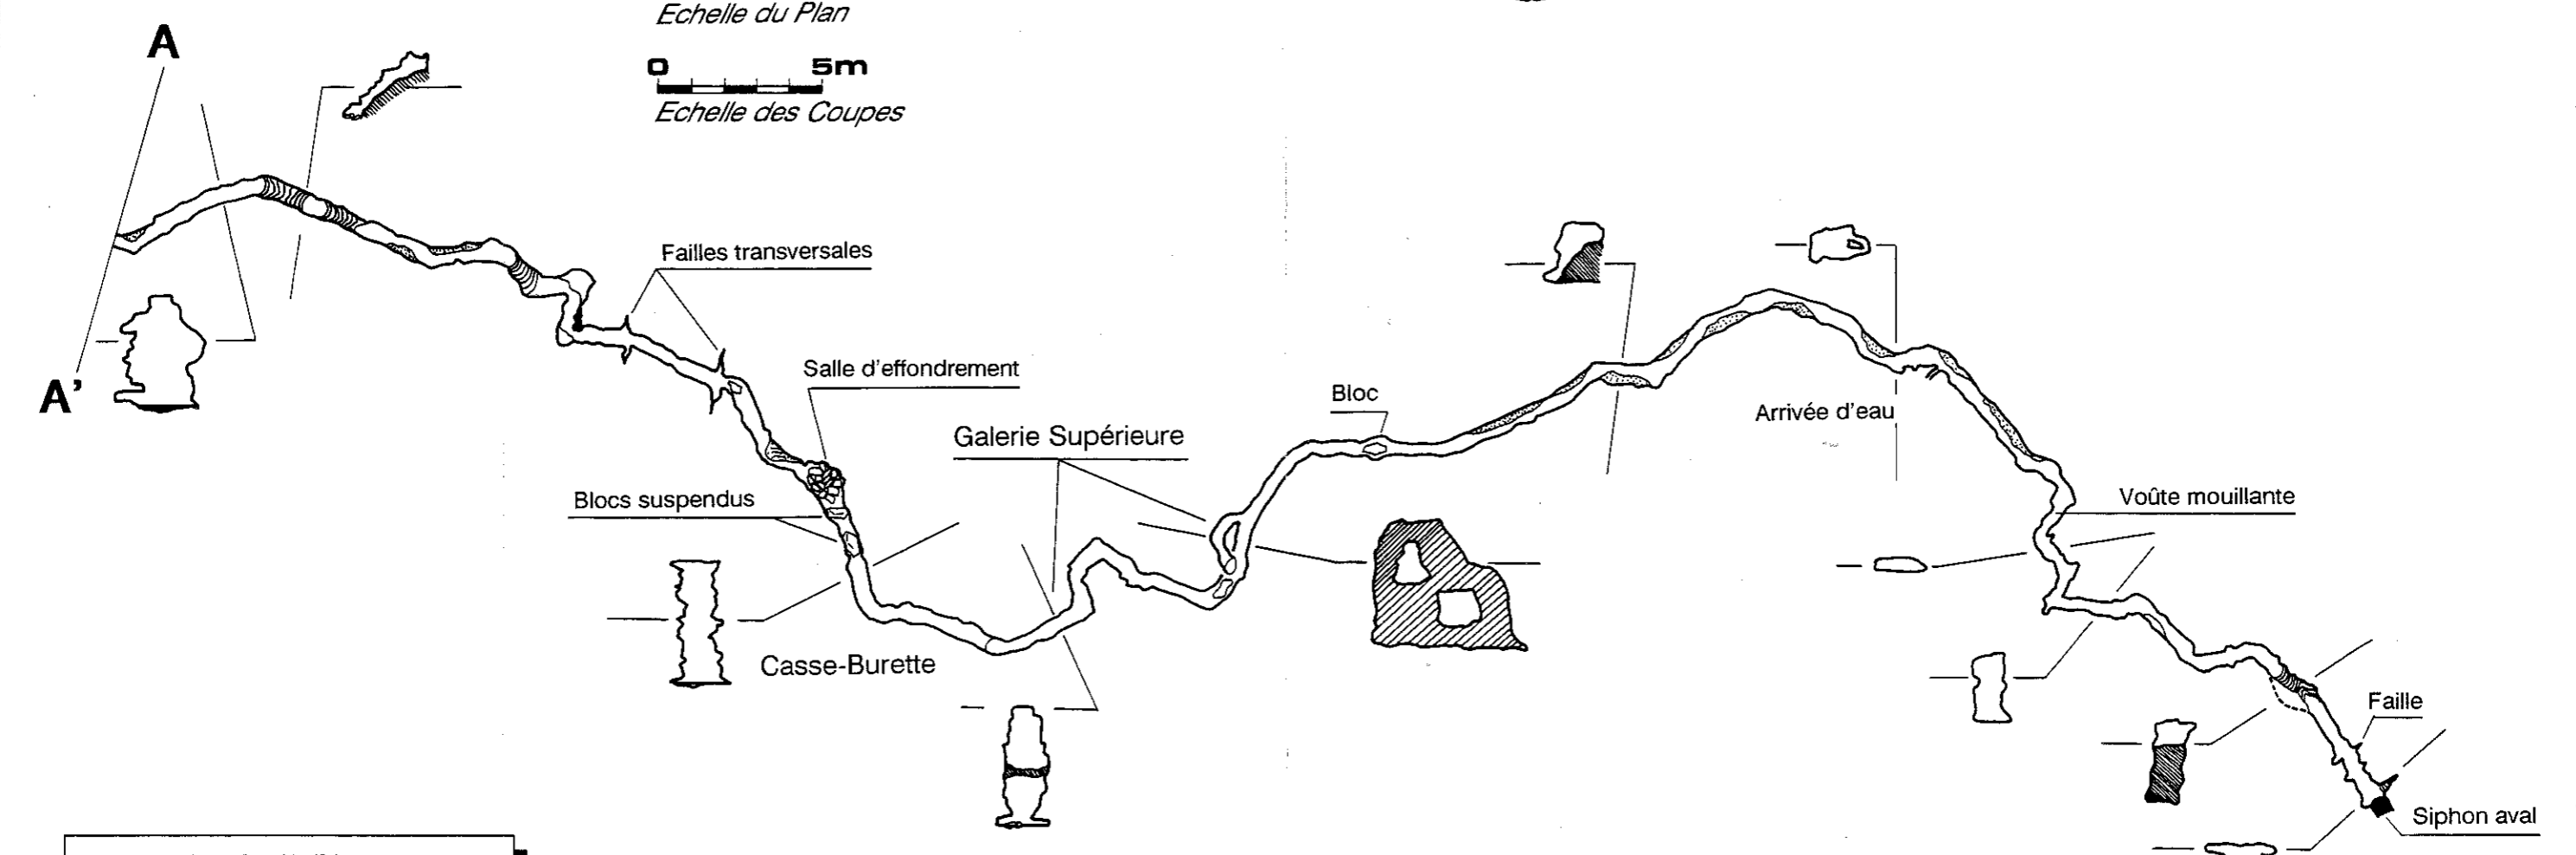 Echelle du Plan
A
0 5m
Echelle des Coupes
Failles transversales
Salle d'effondrement
A'
Bloc
Arrivée d'eau
Galerie Supérieure
Blocs suspendus
Voûte mouillante
Casse-Burette
Faille
Siphon aval